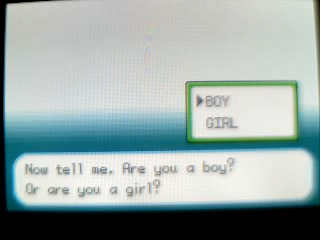 ▶BOY
GIRL
Now tell me. Are you a boy?
Or are you a girl?